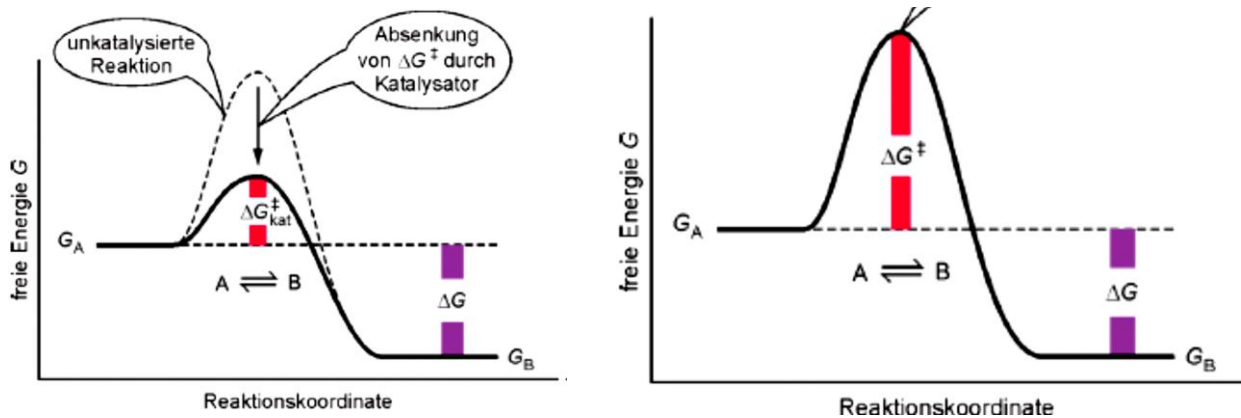 unkatalysierte
Reaktion
Absenkung
von ΔG‡ durch
Katalysator
freie Energie G
G_A
ΔG‡kat
A ⇌ B
ΔG
G_B
Reaktionskoordinate
freie Energie G
G_A
ΔG‡
A ⇌ B
ΔG
G_B
Reaktionskoordinate